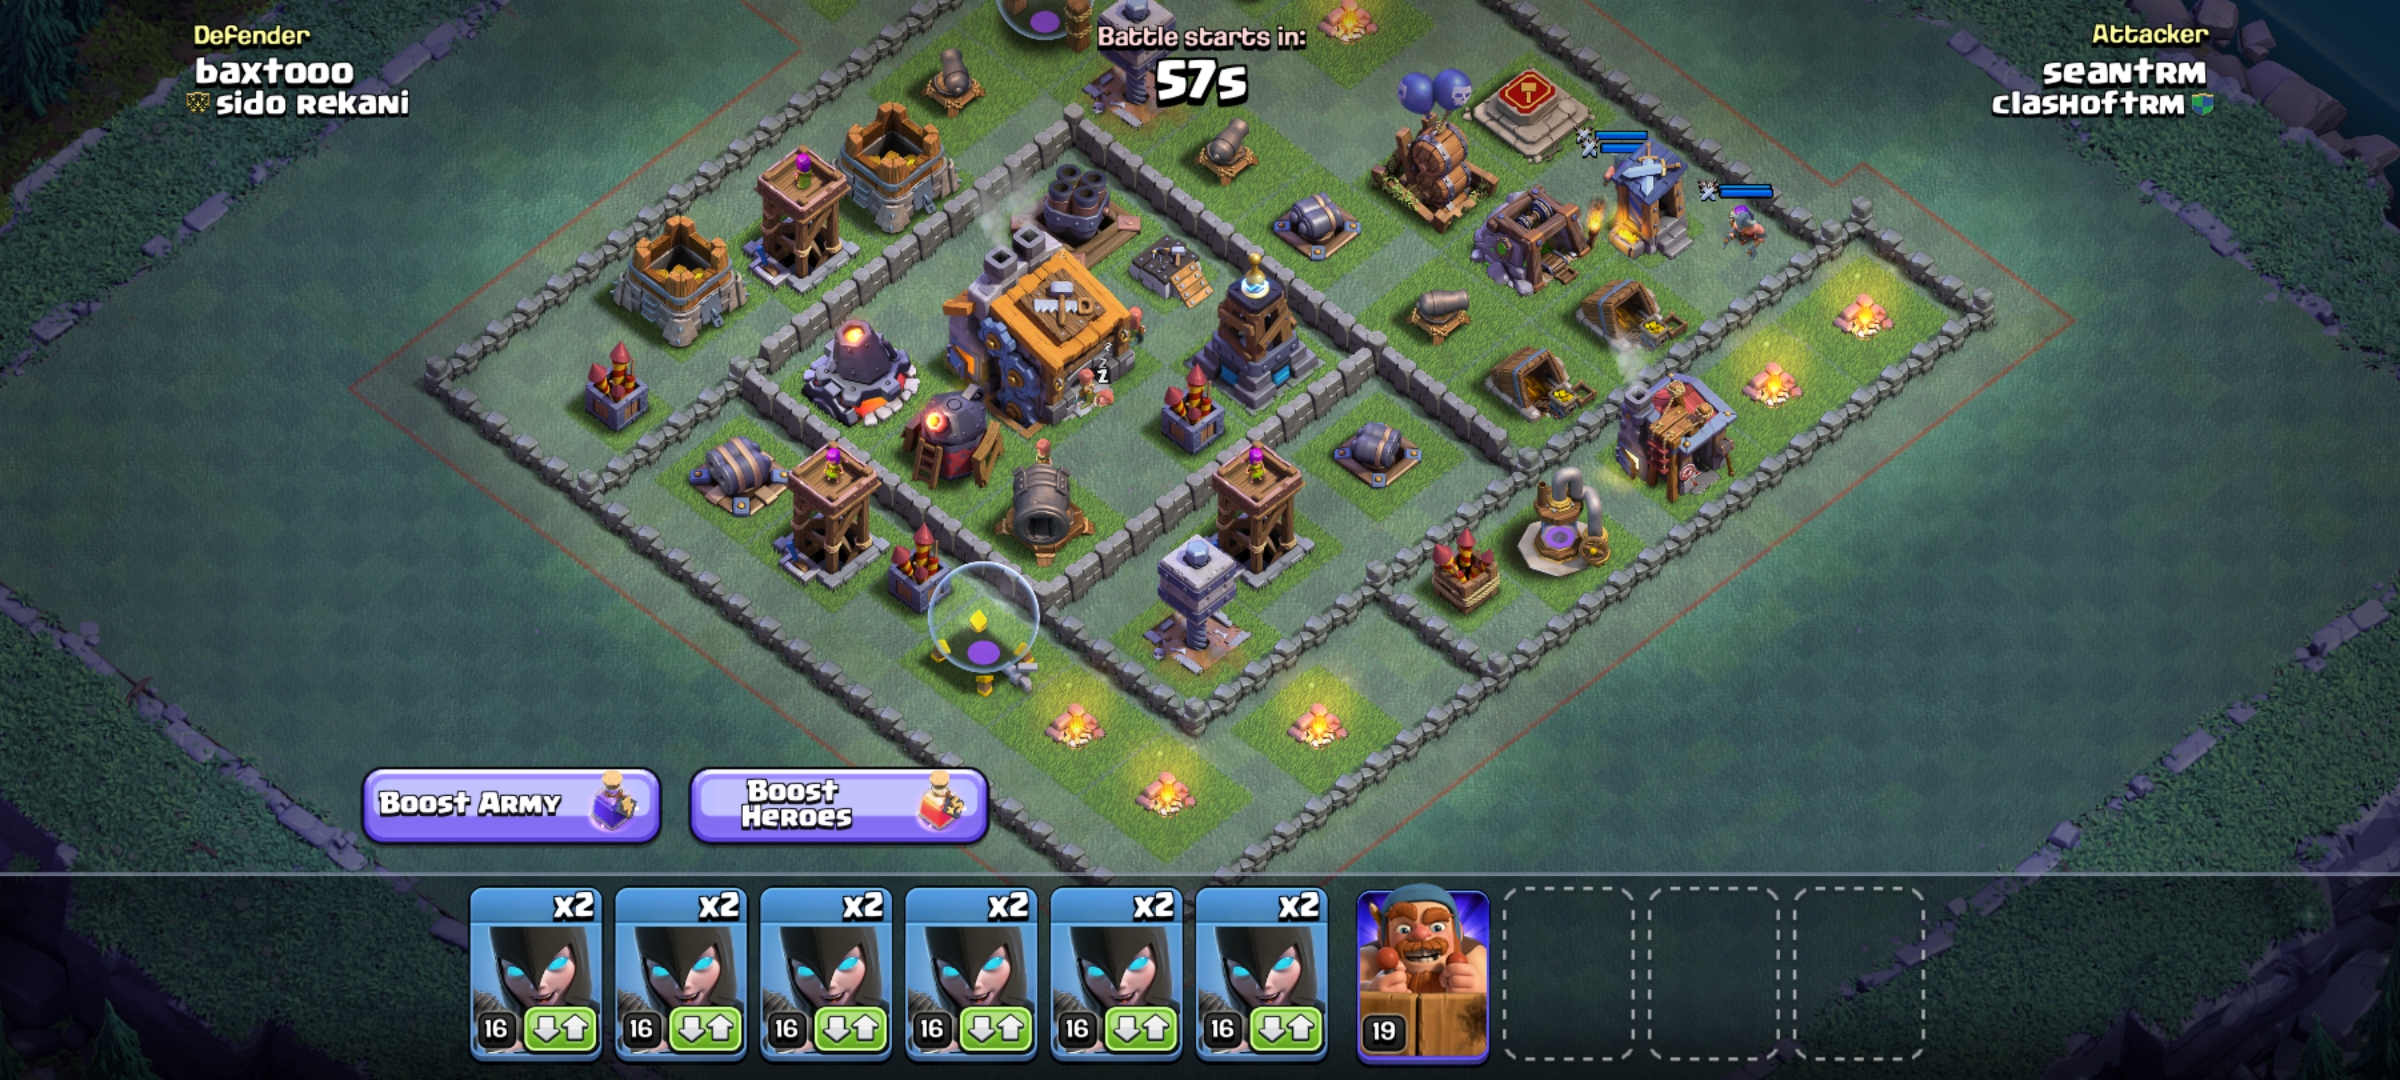 Defender
baxtooo
sido rekani
Battle starts in:
57s
Attacker
seantrm
clashoftrm
z
z
z
Boost Army
Boost
Heroes
x2
x2
x2
x2
x2
x2
16
16
16
16
16
16
19